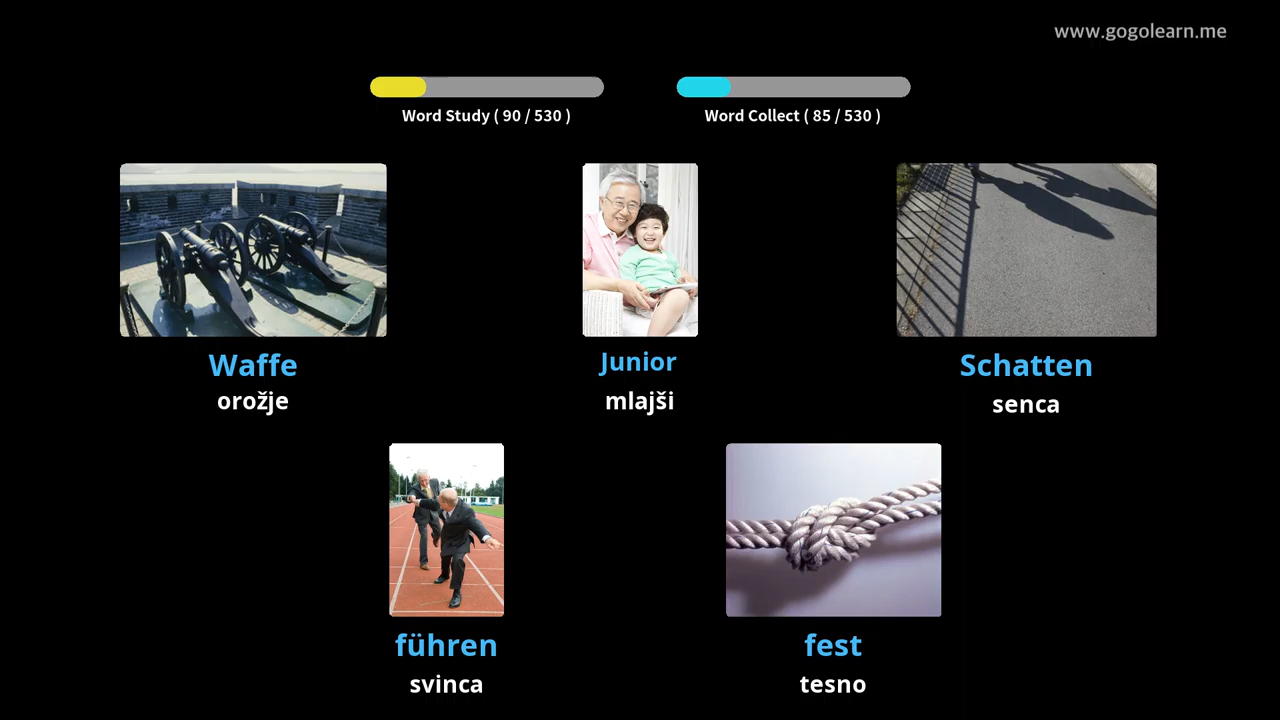 www.gogolearn.me
Word Study ( 90 / 530 )
Word Collect ( 85 / 530 )
Waffe
orožje
Junior
mlajši
Schatten
senca
führen
svinca
fest
tesno